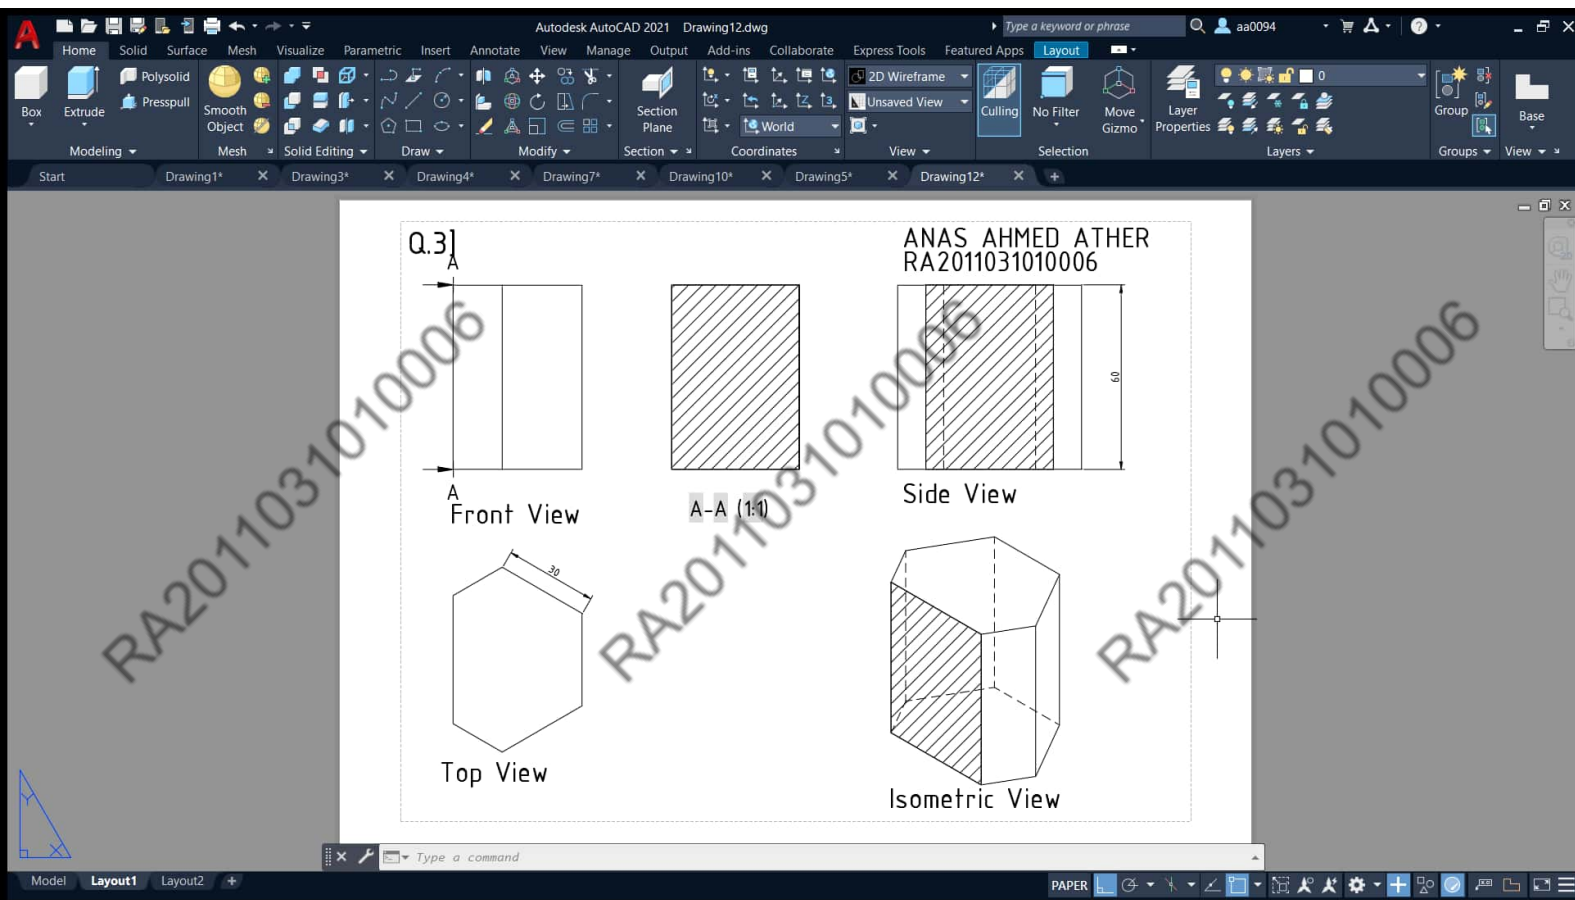 Autodesk AutoCAD 2021 Drawing12.dwg
Type a keyword or phrase
aa0094
Home Solid Surface Mesh Visualize Parametric Insert Annotate View Manage Output Add-ins Collaborate Express Tools Featured Apps Layout
Box
Extrude
Polysolid
Presspull
Smooth
Object
Section
Plane
World
2D Wireframe
Unsaved View
Culling
No Filter
Move
Gizmo
Layer
Properties
0
Group
Base
Modeling Mesh Solid Editing Draw Modify Section Coordinates View Selection Layers Groups View
Start Drawing1* Drawing3* Drawing4* Drawing7* Drawing10* Drawing5* Drawing12*
Q.3]
ANAS AHMED ATHER
RA2011031010006
A
60
A
Front View
A-A (1:1)
Side View
30
Top View
Isometric View
RA2011031010006
RA2011031010006
RA2011031010006
Y
X
Type a command
Model Layout1 Layout2
PAPER